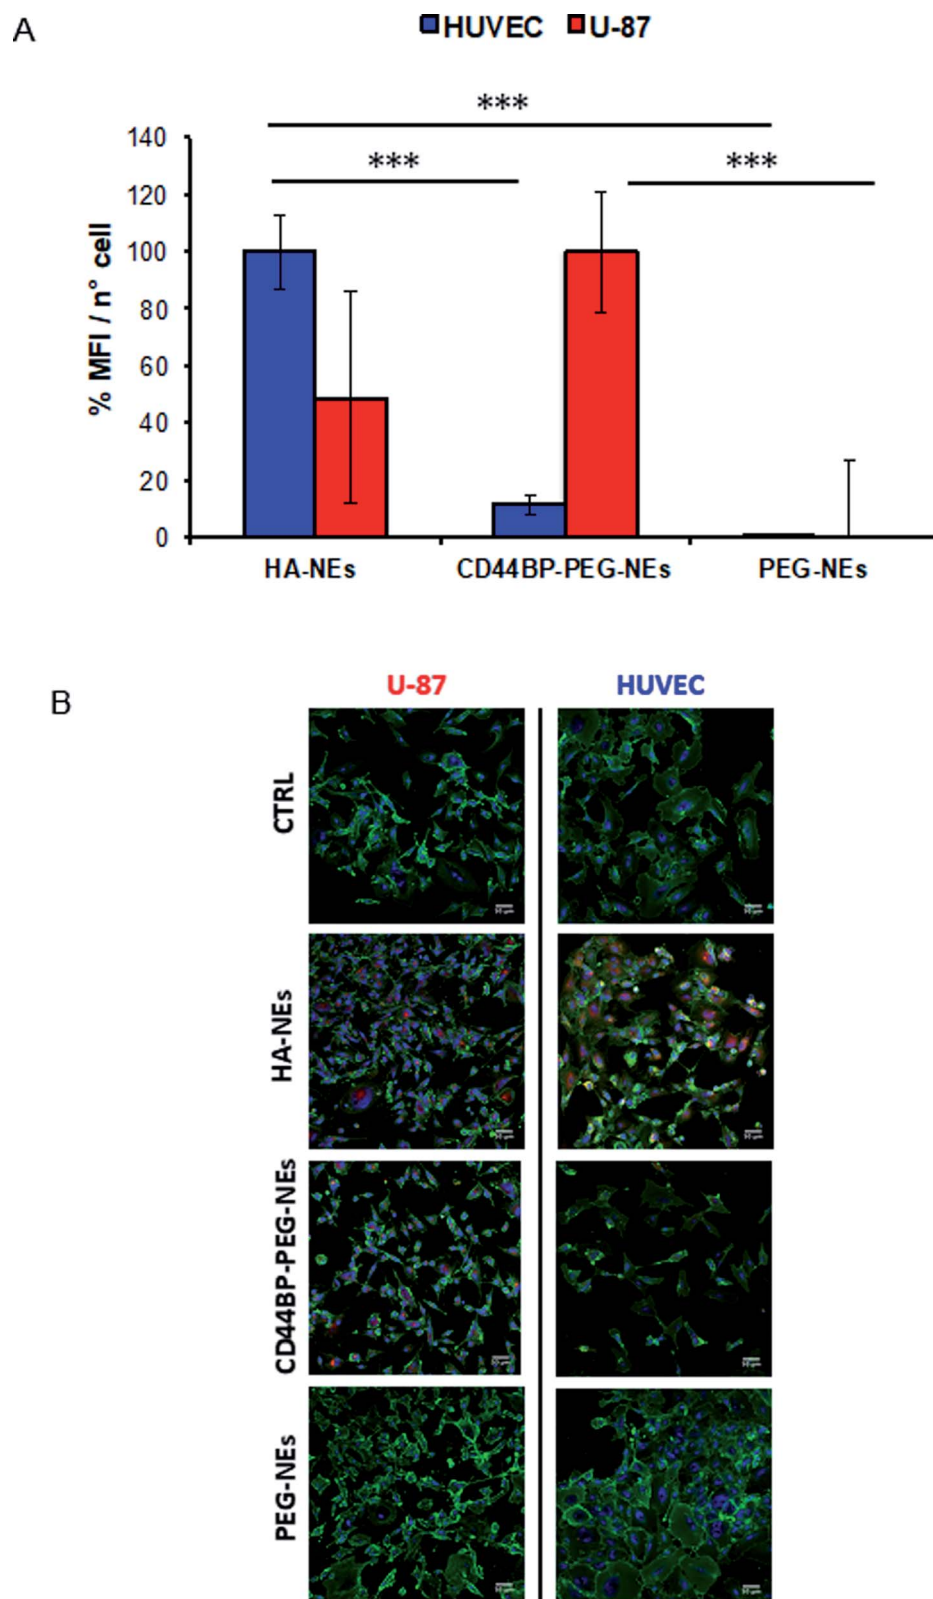 A
HUVEC U-87
***
*** ***
% MFI / n° cell
140
120
100
80
60
40
20
0
HA-NEs CD44BP-PEG-NEs PEG-NEs
B
U-87 HUVEC
CTRL
HA-NEs
CD44BP-PEG-NEs
PEG-NEs